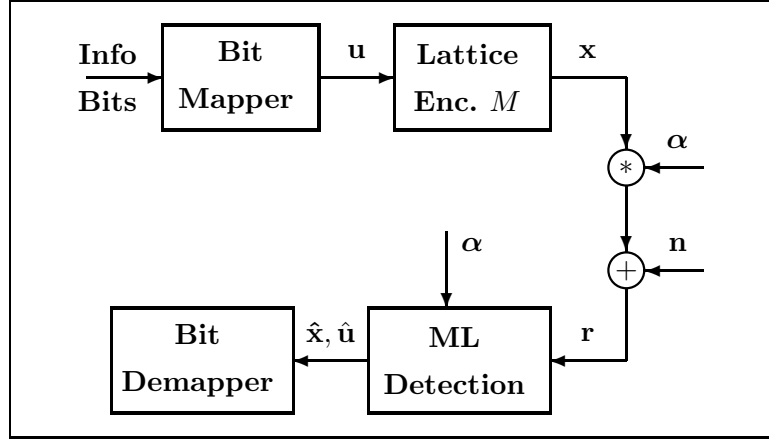 Info
Bits
Bit
Mapper
u
Lattice
Enc. M
x
*
α
+
n
α
r
ML
Detection
x̂, û
Bit
Demapper